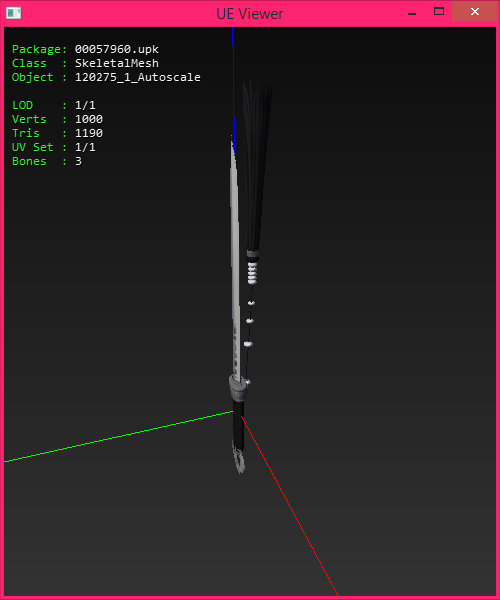 UE Viewer
Package: 00057960.upk
Class : SkeletalMesh
Object : 120275_1_Autoscale
LOD : 1/1
Verts : 1000
Tris : 1190
UV Set : 1/1
Bones : 3